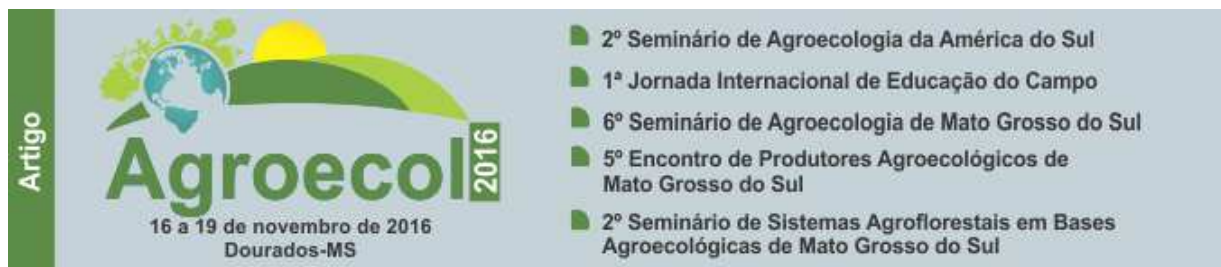 Artigo
Agroecol
2016
16 a 19 de novembro de 2016
Dourados-MS
2º Seminário de Agroecologia da América do Sul
1ª Jornada Internacional de Educação do Campo
6º Seminário de Agroecologia de Mato Grosso do Sul
5º Encontro de Produtores Agroecológicos de
Mato Grosso do Sul
2º Seminário de Sistemas Agroflorestais em Bases
Agroecológicas de Mato Grosso do Sul